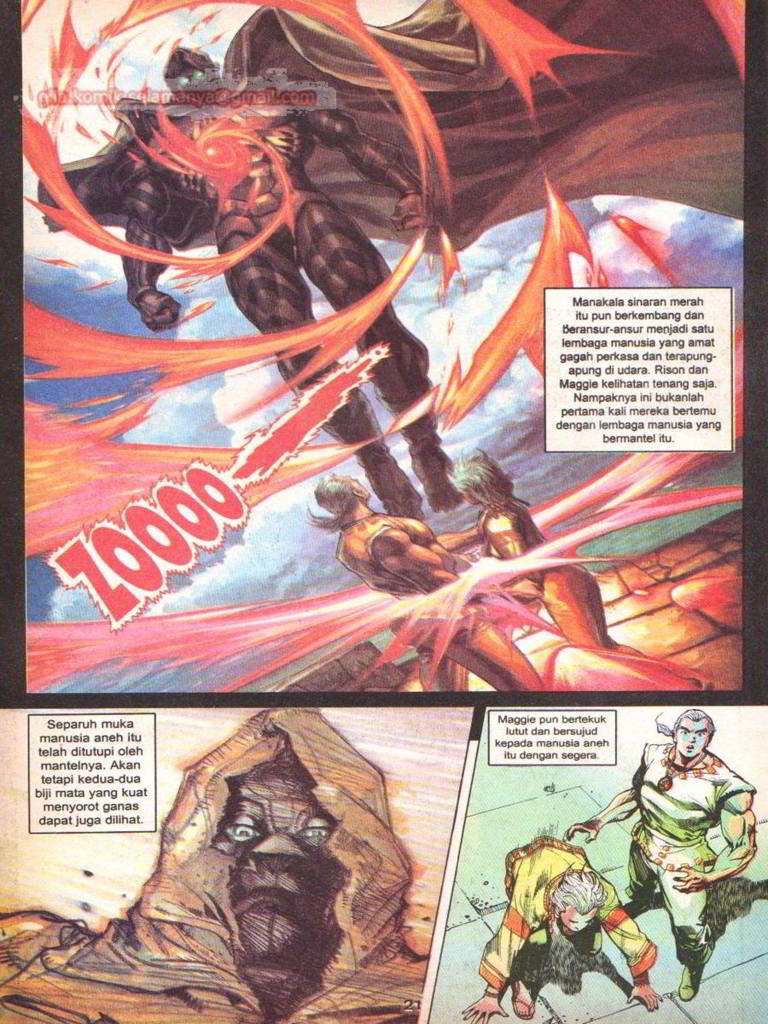 Manakala sinaran merah
itu pun berkembang dan
Beransur-ansur menjadi satu
lembaga manusia yang amat
gagah perkasa dan terapung-
apung di udara. Rison dan
Maggie kelihatan tenang saja.
Nampaknya ini bukanlah
pertama kali mereka bertemu
dengan lembaga manusia yang
bermantel itu.
ZOOOO
Separuh muka
manusia aneh itu
telah ditutupi oleh
mantelnya. Akan
tetapi kedua-dua
biji mata yang kuat
menyorot ganas
dapat juga dilihat.
Maggie pun bertekuk
lutut dan bersujud
kepada manusia aneh
itu dengan segera.
21